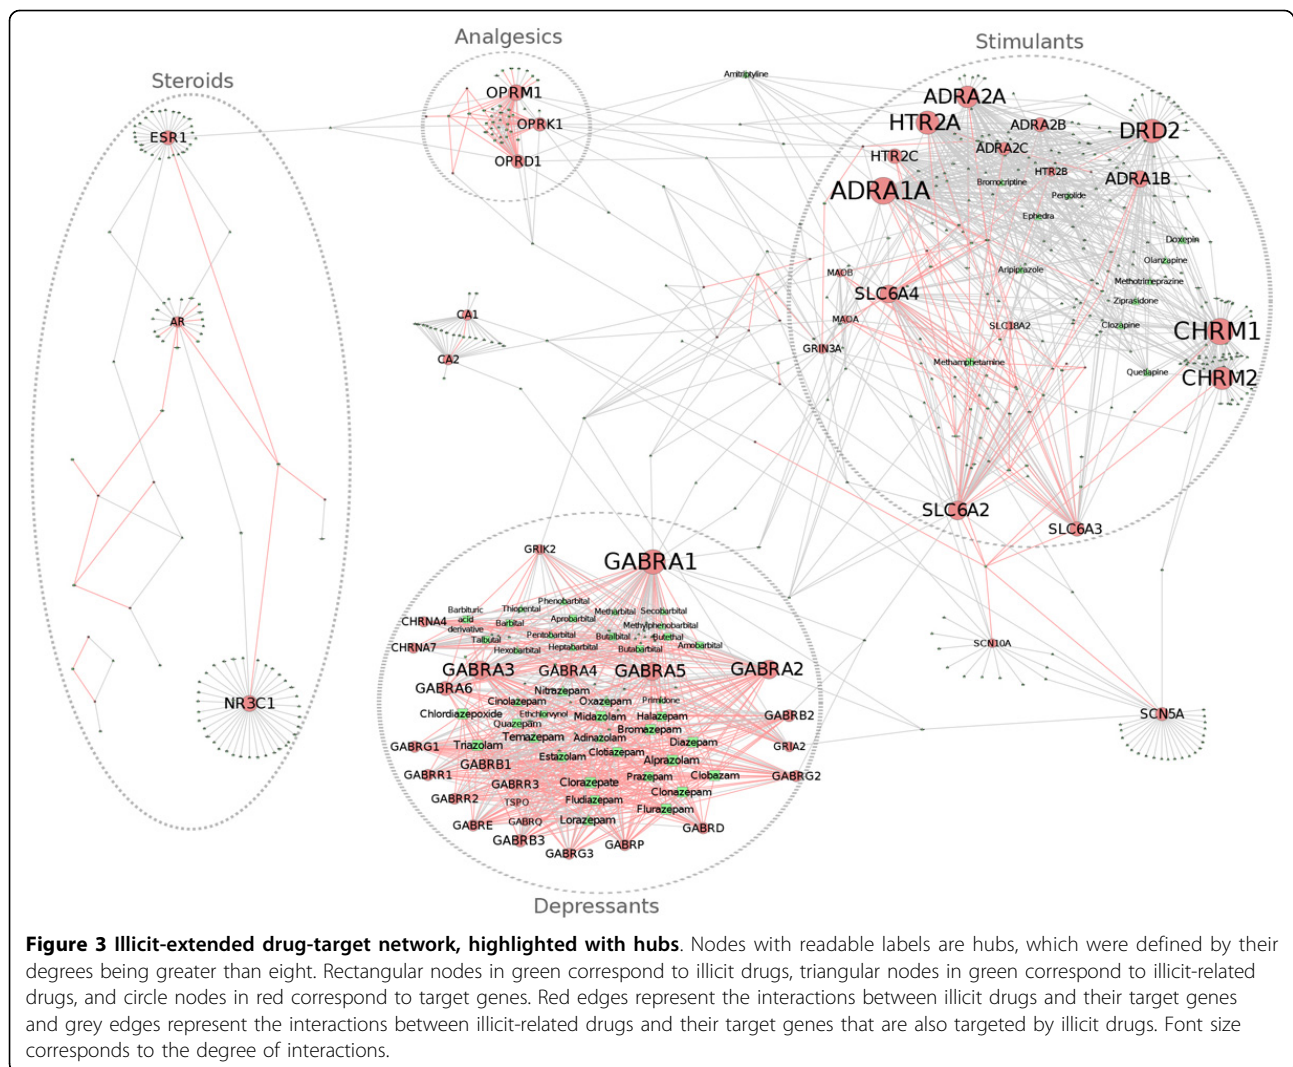 Analgesics
Stimulants
Steroids
Amitriptyline
OPRM1
ADRA2A
HTR2A
OPRK1
ADRA2B
DRD2
ESR1
ADRA2C
HTR2C
OPRD1
HTR2B
ADRA1B
Bromocriptine
ADRA1A
Pergolide
Ephedra
Doxepin
Olanzapine
Aripiprazole
MAOB
Methotrimeprazine
SLC6A4
Ziprasidone
CA1
AR
MAOA
SLC18A2
Clozapine
CHRM1
GRIN3A
CA2
Methamphetamine
Quetiapine
CHRM2
SLC6A2
SLC6A3
GRIK2
GABRA1
Phenobarbital
Barbituric
acid
derivative
Thiopental
Metharbital
Secobarbital
CHRNA4
Barbital
Aprobarbital
Methylphenobarbital
Talbutal
Pentobarbital
Butalbital
Butethal
CHRNA7
Hexobarbital
Heptabarbital
Butabarbital
Amobarbital
SCN10A
GABRA3
GABRA4
GABRA5
GABRA2
GABRA6
Nitrazepam
Cinolazepam
Oxazepam
Primidone
NR3C1
Chlordiazepoxide
Ethchlorvynol
Midazolam
Halazepam
GABRB2
SCN5A
Quazepam
Bromazepam
Temazepam
Adinazolam
Diazepam
GABRG1
Triazolam
Clotiazepam
GRIA2
Estazolam
Alprazolam
GABRB1
GABRR1
Prazepam
Clobazam
GABRG2
GABRR3
Clorazepate
Clonazepam
GABRR2
TSPO
Fludiazepam
Flurazepam
GABRE
GABRQ
Lorazepam
GABRD
GABRB3
GABRP
GABRG3
Depressants
Figure 3 Illicit-extended drug-target network, highlighted with hubs. Nodes with readable labels are hubs, which were defined by their
degrees being greater than eight. Rectangular nodes in green correspond to illicit drugs, triangular nodes in green correspond to illicit-related
drugs, and circle nodes in red correspond to target genes. Red edges represent the interactions between illicit drugs and their target genes
and grey edges represent the interactions between illicit-related drugs and their target genes that are also targeted by illicit drugs. Font size
corresponds to the degree of interactions.